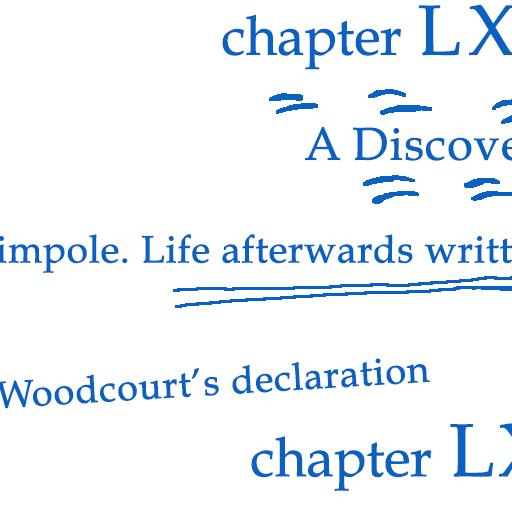 chapter LX
A Discove
impole. Life afterwards writt
Woodcourt's declaration
chapter LX